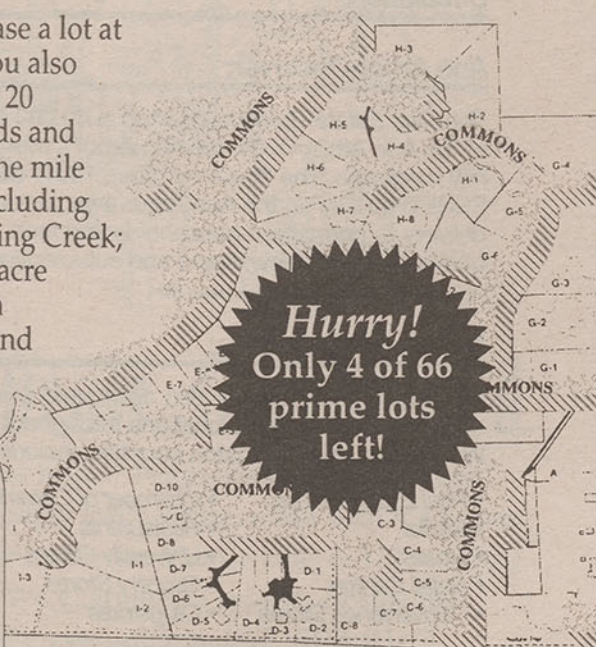 ase a lot at
ou also
20
ds and
ne mile
cluding
ing Creek;
acre
nd
COMMONS
H-3
H-5
H-4
H-2
COMMONS
H-6
H-1
G-4
H-7
H-8
G-5
G-3
G-2
G-1
MMONS
Hurry!
Only 4 of 66
prime lots
left!
E-7
COMMONS
D-10
COMMON
COMMONS
A
D-8
I-1
D-7
D-1
I-3
I-2
D-6
D-5
D-4
D-3
D-2
C-8
C-3
C-4
C-5
C-7
C-6